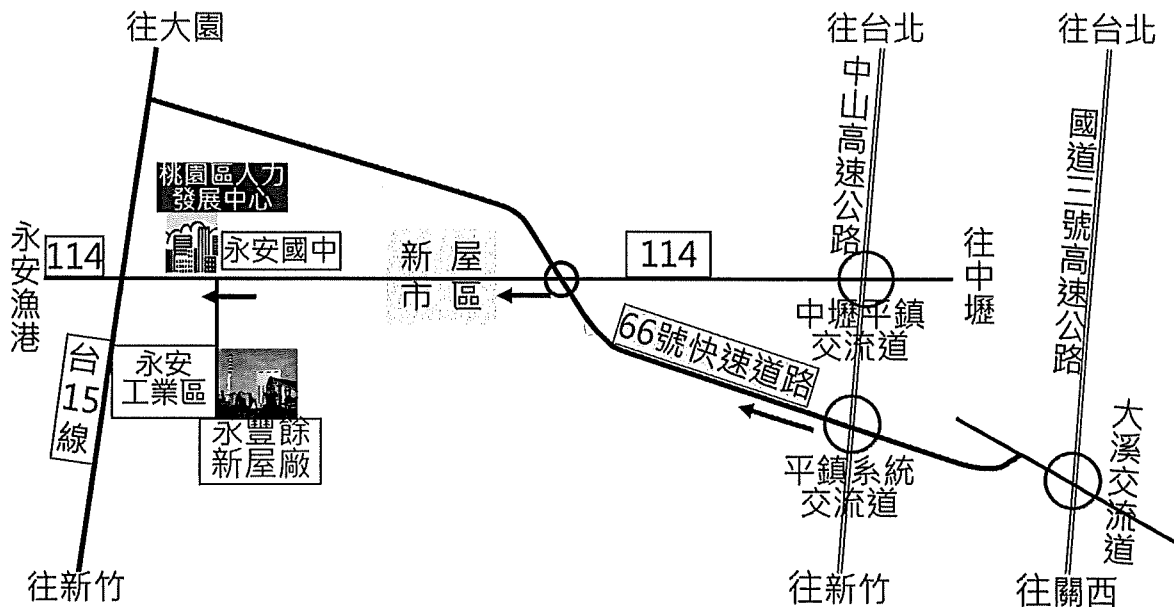 往大園
往台北
往台北
中山高速公路
國道三號高速公路
桃園區人力
發展中心
永安漁港
114
永安國中
新屋
市區
114
往中壢
中壢平鎮
交流道
66號快速道路
台15線
永安
工業區
永豐餘
新屋廠
平鎮系統
交流道
大溪交流道
往新竹
往新竹
往關西